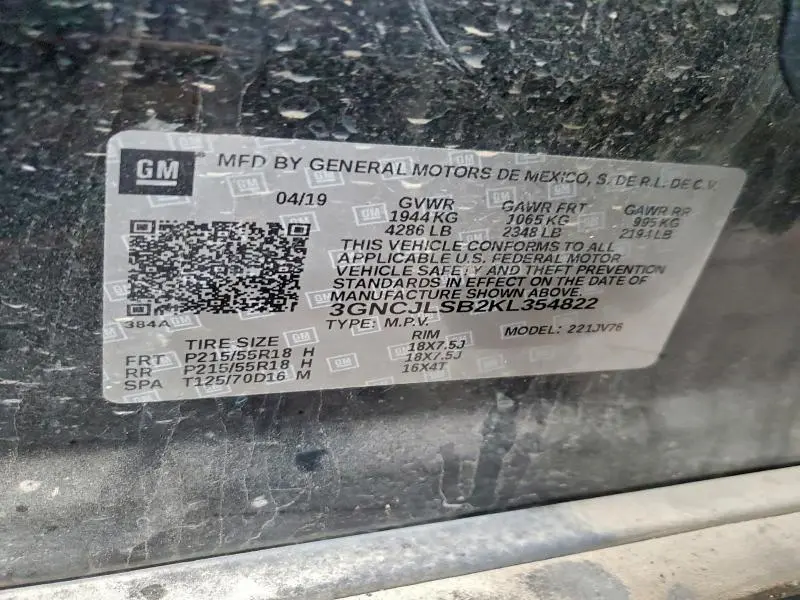 GM MFD BY GENERAL MOTORS DE MEXICO, S. DE R.L. DE C.V.
04/19 GVWR GAWR FRT GAWR RR
1944 KG 1065 KG 995 KG
4286 LB 2348 LB 2194 LB
THIS VEHICLE CONFORMS TO ALL
APPLICABLE U.S. FEDERAL MOTOR
VEHICLE SAFETY AND THEFT PREVENTION
STANDARDS IN EFFECT ON THE DATE OF
MANUFACTURE SHOWN ABOVE.
384A 3GNCJLSB2KL354822
TYPE: M.P.V. MODEL: 221JV76
TIRE SIZE RIM
FRT P215/55R18 H 18X7.5J
RR P215/55R18 H 18X7.5J
SPA T125/70D16 M 16X4T